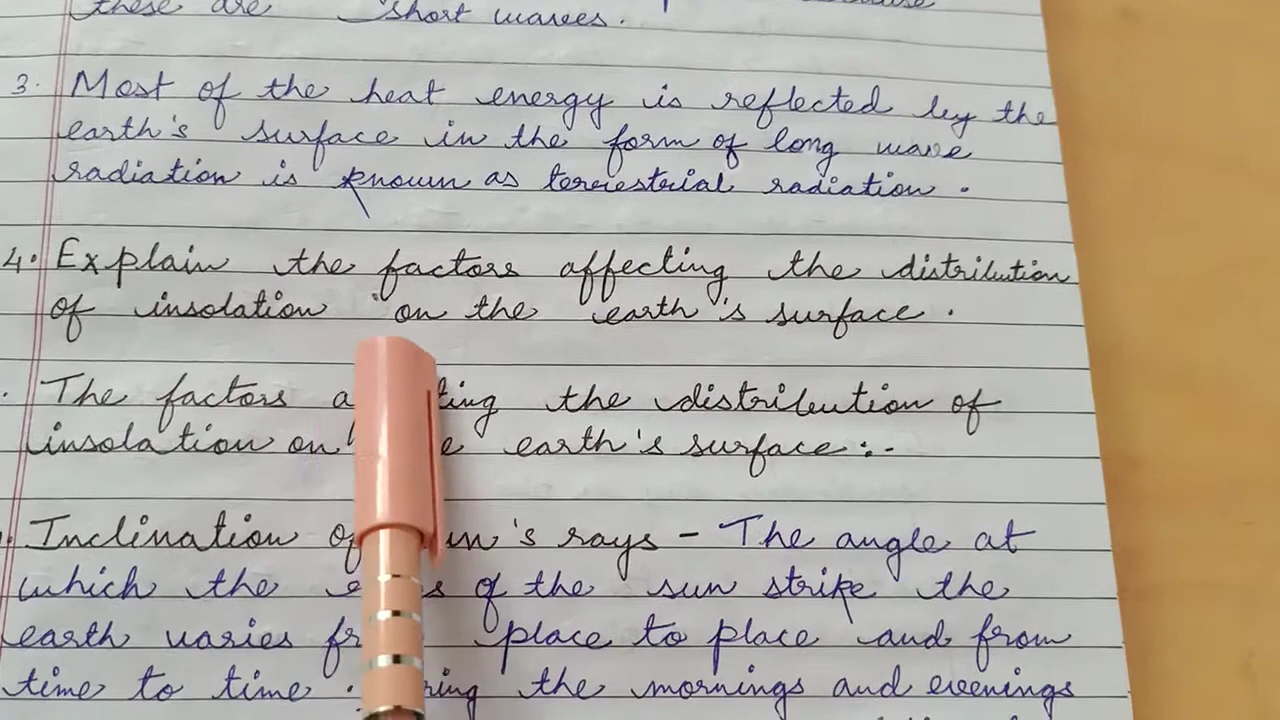 these are short waves.
3. Most of the heat energy is reflected by the
earth's surface in the form of long wave
radiation is known as terrestrial radiation.
4. Explain the factors affecting the distribution
of insolation on the earth's surface.
The factors a ting the distribution of
insolation on e earth's surface :-
Inclination of un's rays - The angle at
which the s of the sun strike the
earth varies fr place to place and from
time to time. ring the mornings and evenings